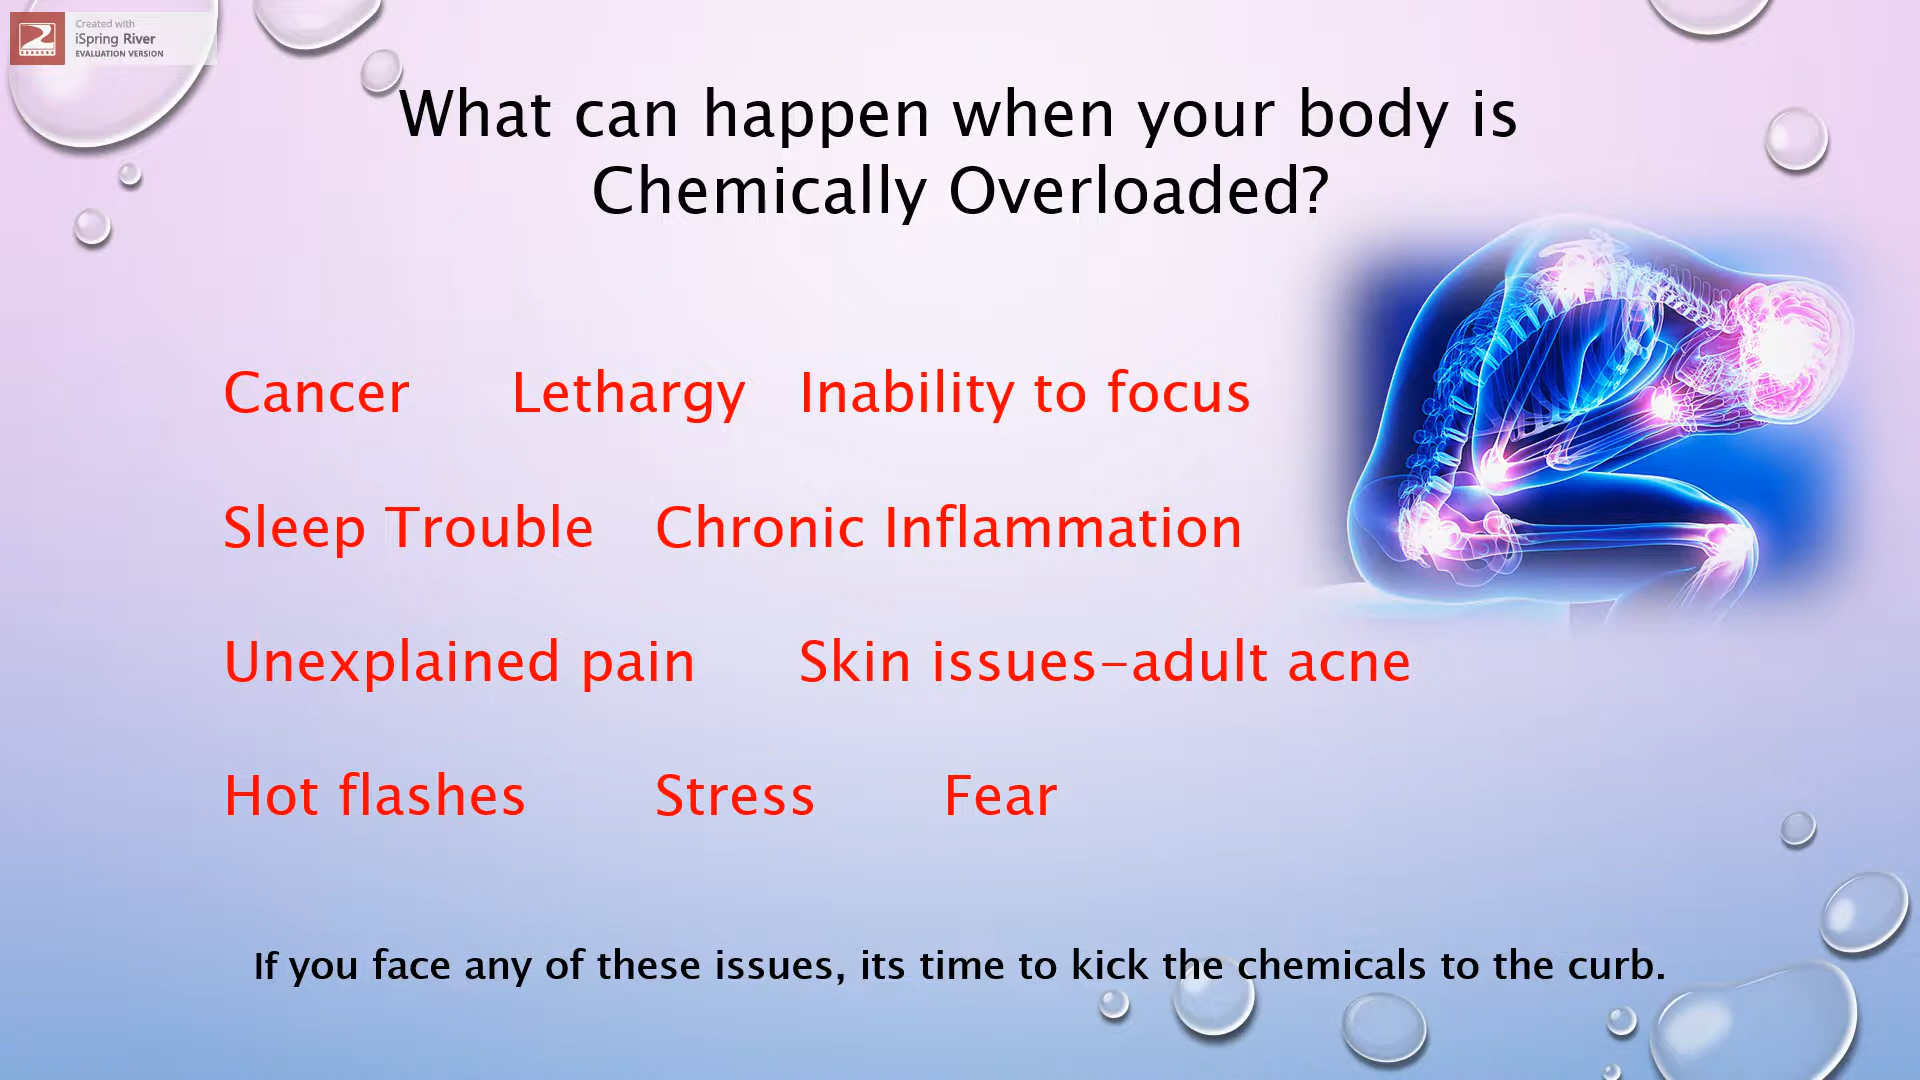 Created with
iSpring River
EVALUATION VERSION
What can happen when your body is
Chemically Overloaded?
Cancer Lethargy Inability to focus
Sleep Trouble Chronic Inflammation
Unexplained pain Skin issues-adult acne
Hot flashes Stress Fear
If you face any of these issues, its time to kick the chemicals to the curb.